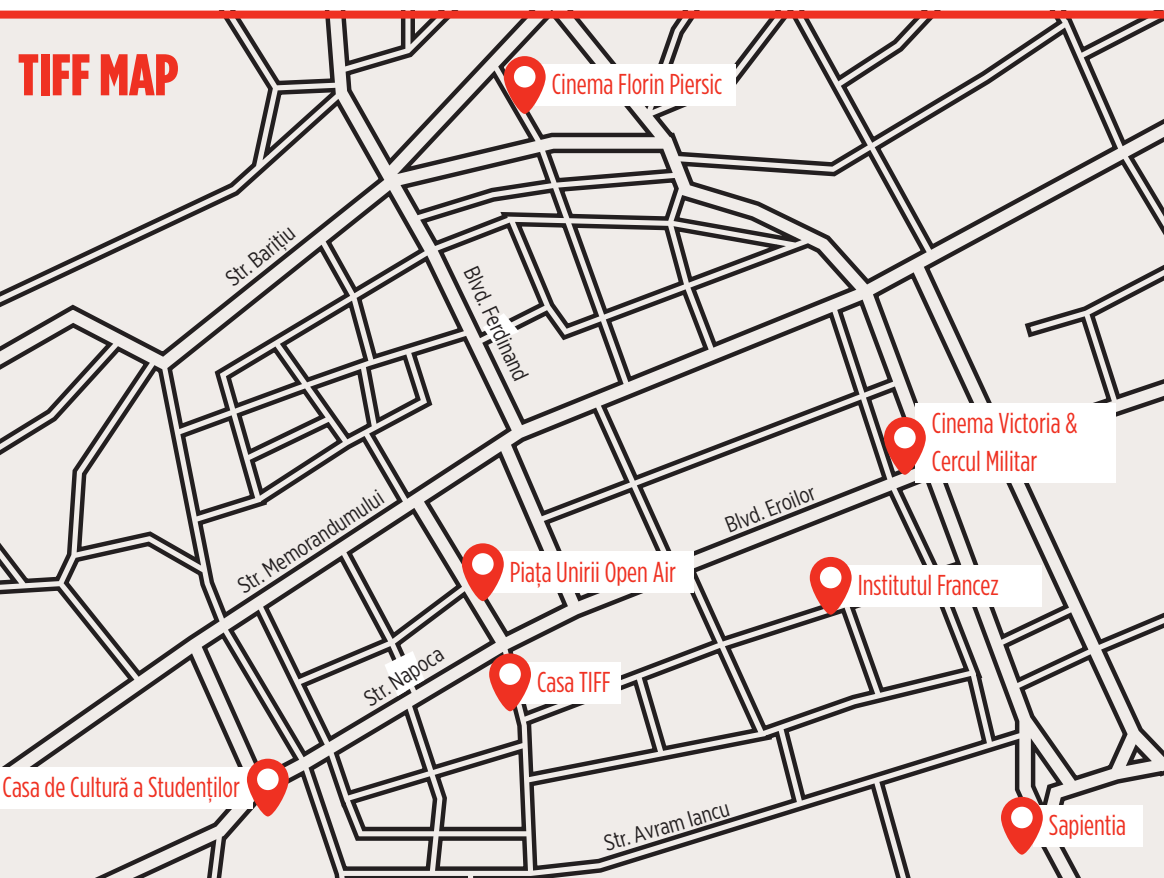 TIFF MAP
Cinema Florin Piersic
Str. Barițiu
Blvd. Ferdinand
Cinema Victoria &
Cercul Militar
Str. Memorandumului
Blvd. Eroilor
Piața Unirii Open Air
Institutul Francez
Str. Napoca
Casa TIFF
Casa de Cultură a Studenților
Str. Avram Iancu
Sapientia